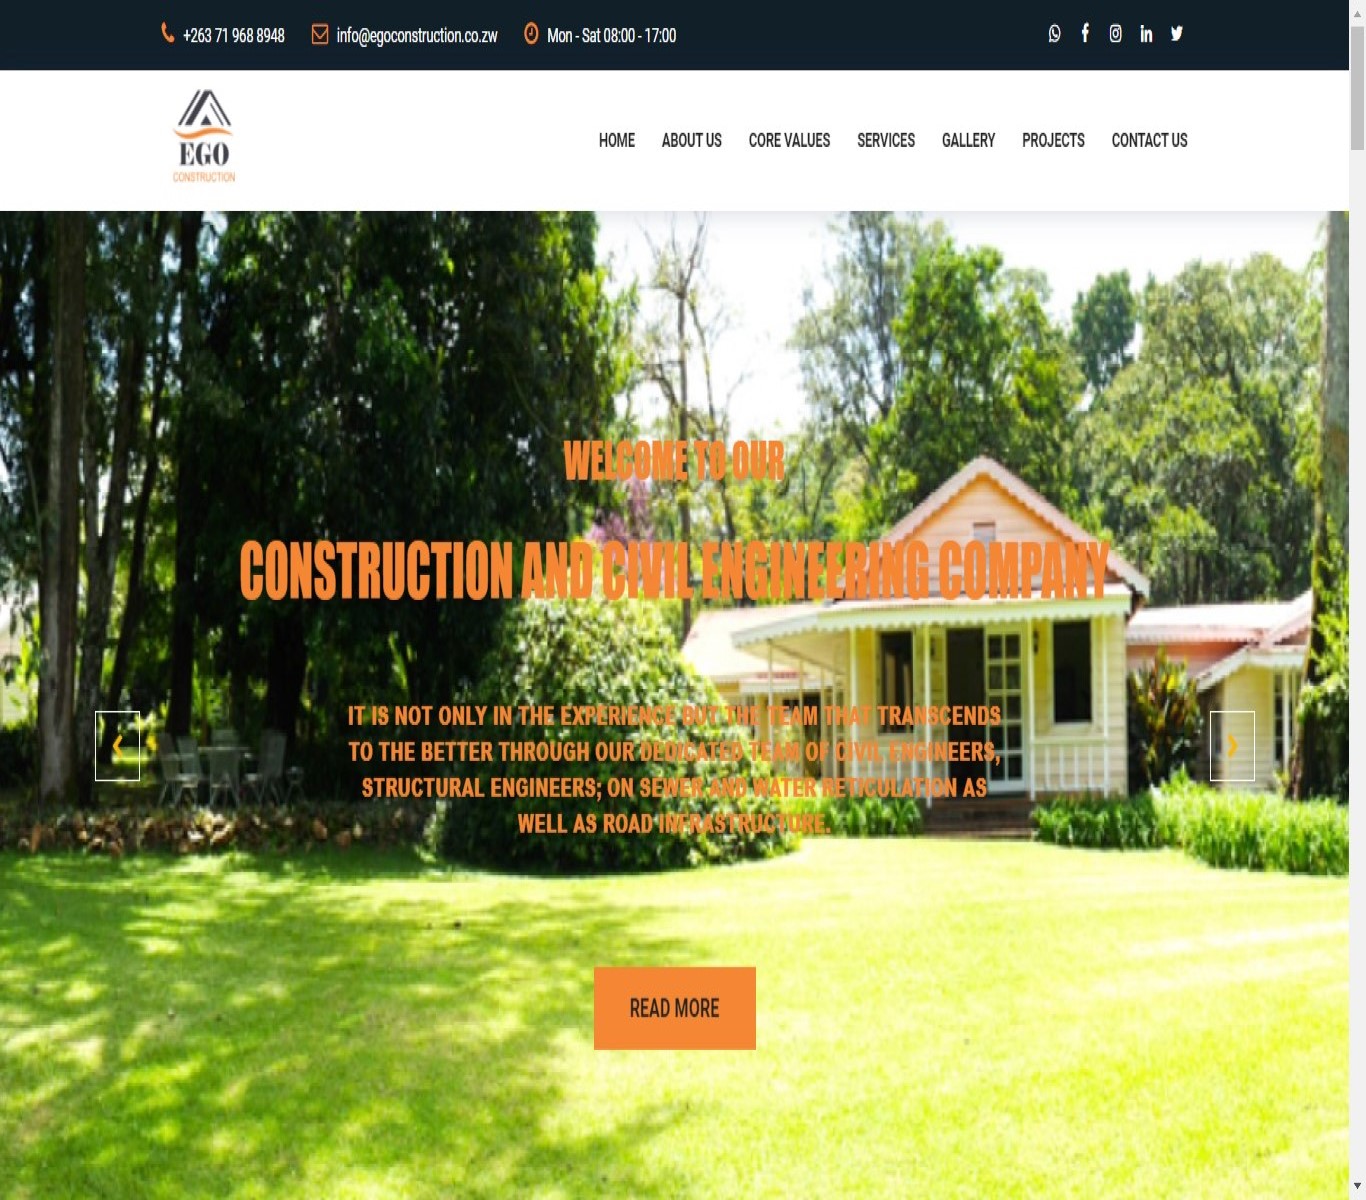 +263 71 968 8948 info@egoconstruction.co.zw Mon - Sat 08:00 - 17:00
EGO
CONSTRUCTION
HOME ABOUT US CORE VALUES SERVICES GALLERY PROJECTS CONTACT US
WELCOME TO OUR
CONSTRUCTION AND CIVIL ENGINEERING COMPANY
IT IS NOT ONLY IN THE EXPERIENCE BUT THE TEAM THAT TRANSCENDS
TO THE BETTER THROUGH OUR DEDICATED TEAM OF CIVIL ENGINEERS,
STRUCTURAL ENGINEERS; ON SEWER AND WATER RETICULATION AS
WELL AS ROAD INFRASTRUCTURE.
READ MORE